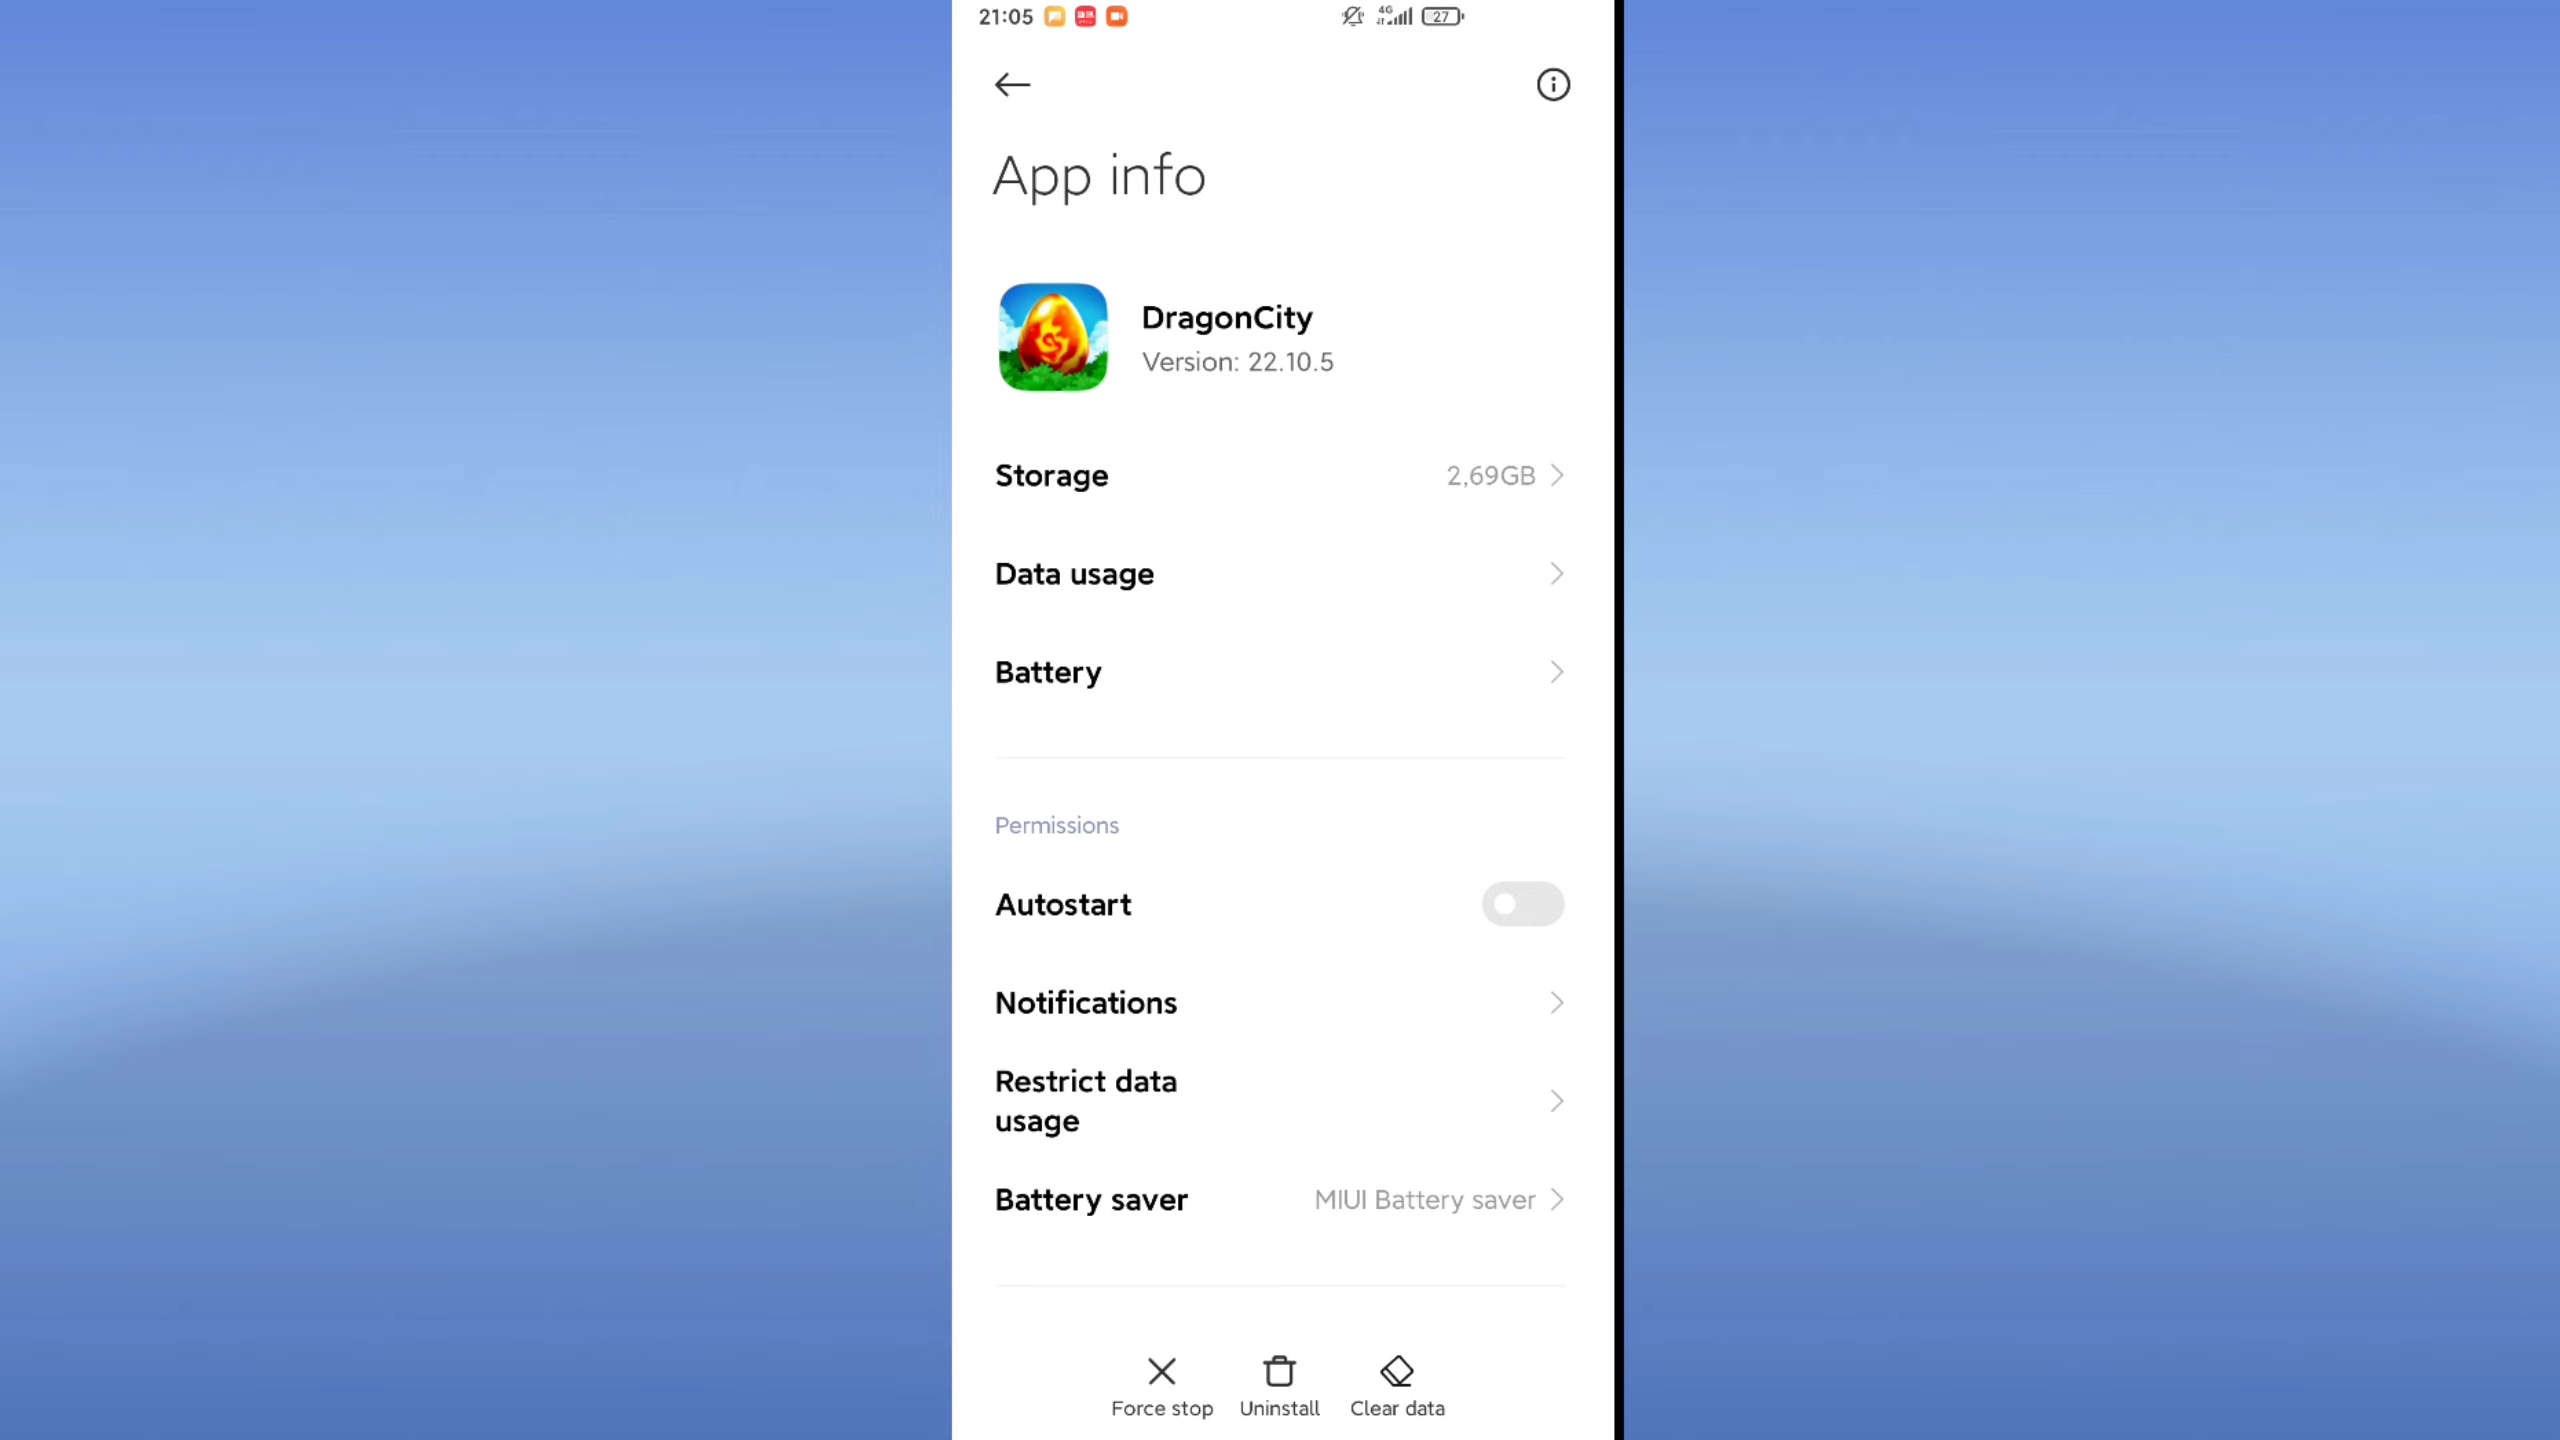 21:05 4G 27
App info
DragonCity
Version: 22.10.5
Storage 2,69GB
Data usage
Battery
Permissions
Autostart
Notifications
Restrict data
usage
Battery saver MIUI Battery saver
Force stop Uninstall Clear data